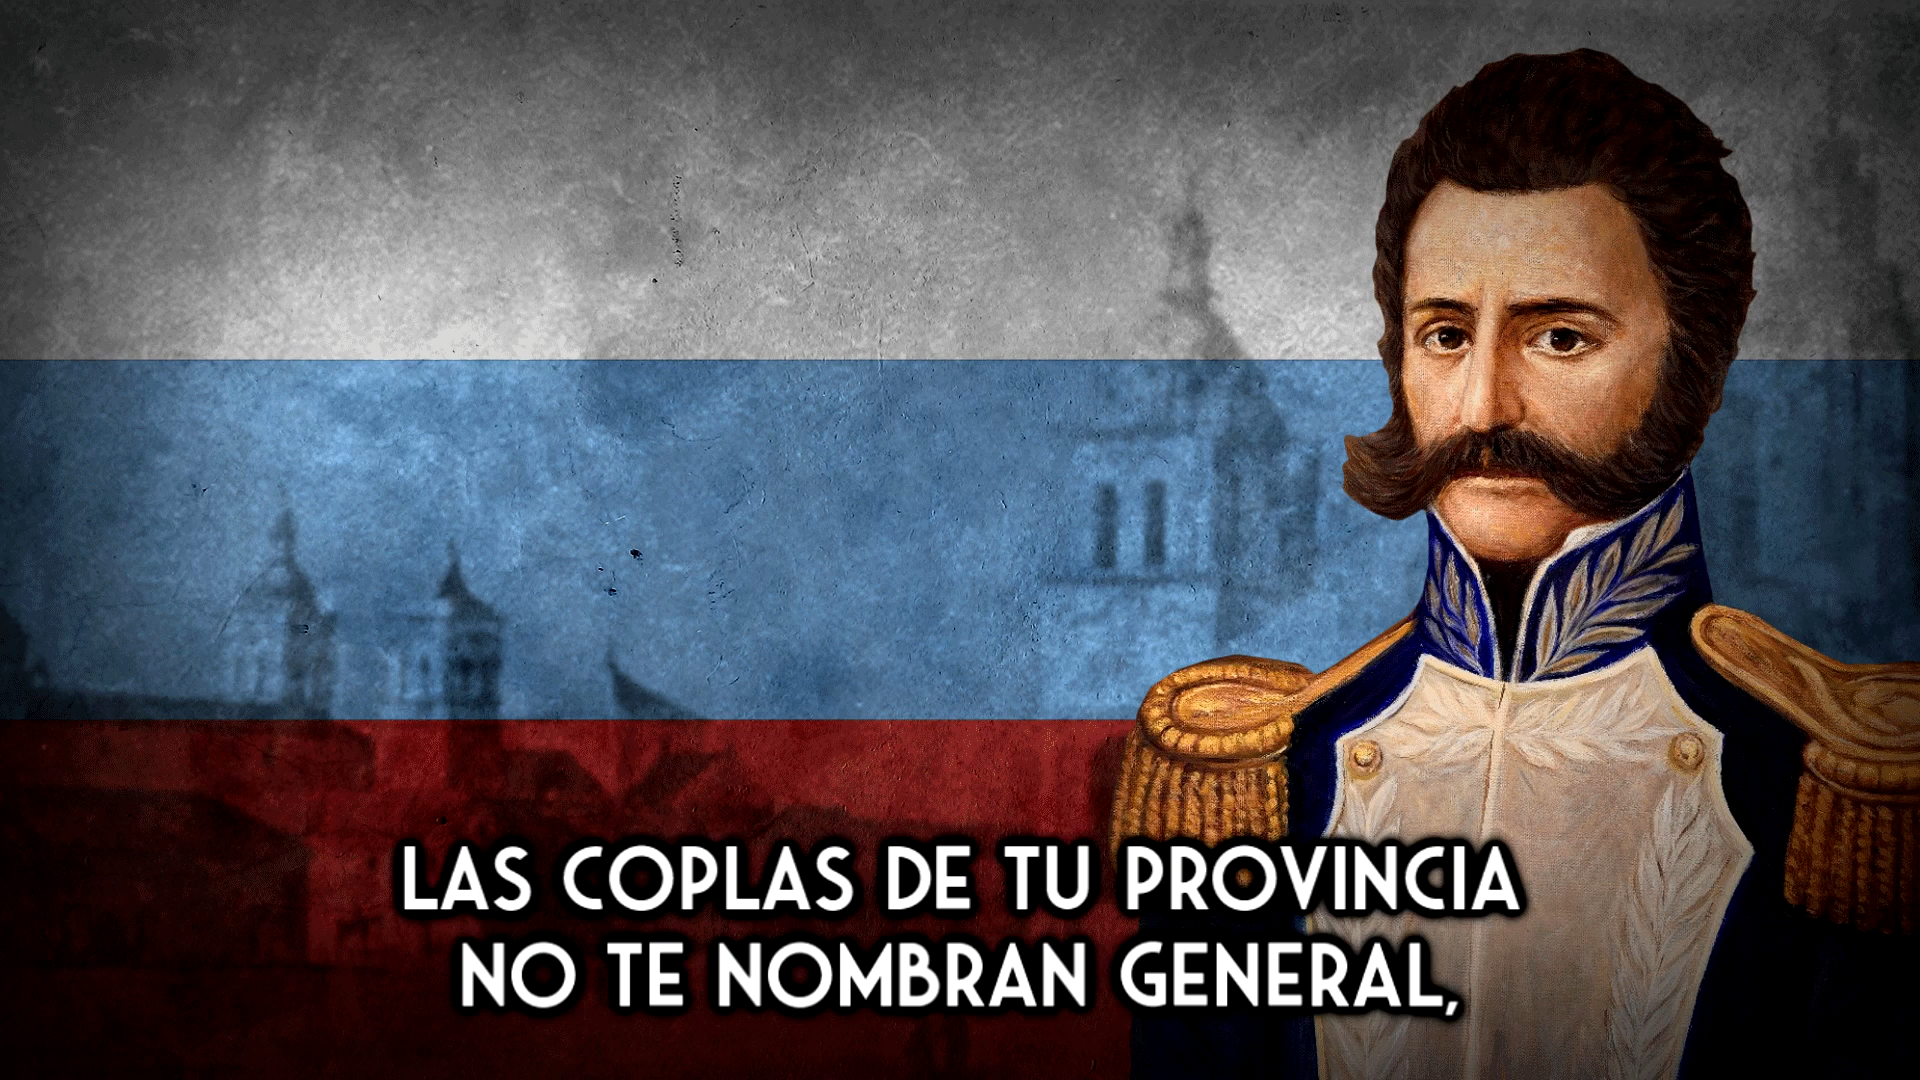 LAS COPLAS DE TU PROVINCIA
NO TE NOMBRAN GENERAL,